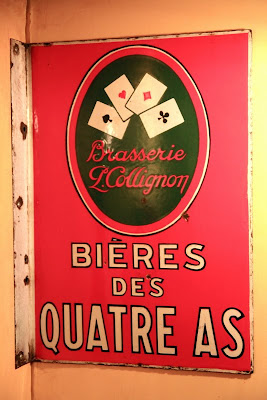 Brasserie
L. Collignon
BIÈRES
DES
QUATRE AS